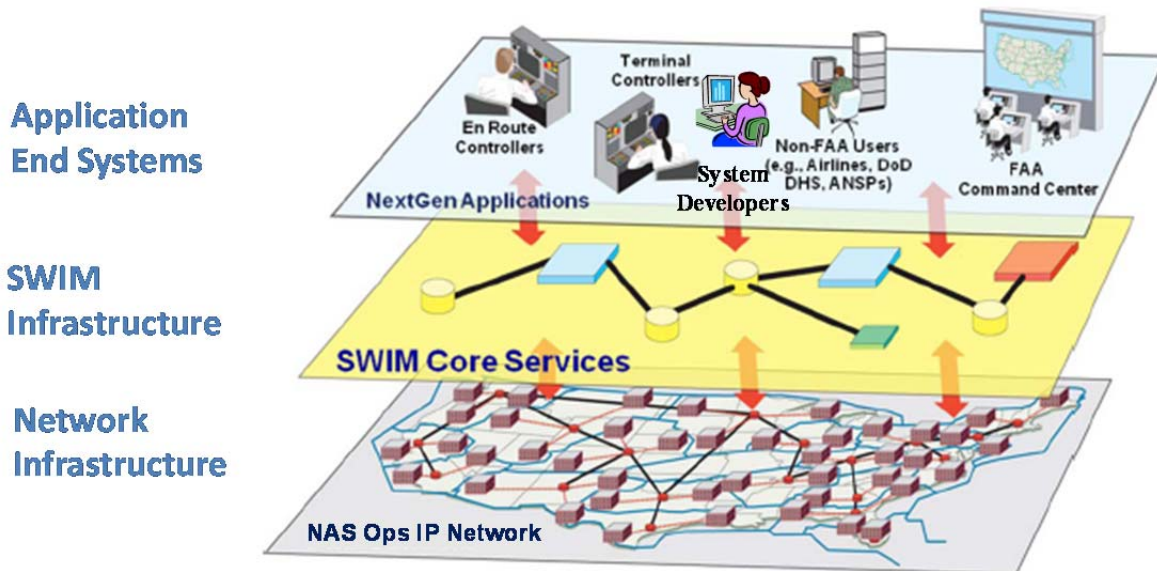 Application
End Systems
En Route
Controllers
Terminal
Controllers
System
Developers
Non-FAA Users
(e.g., Airlines, DoD
DHS, ANSPs)
FAA
Command Center
NextGen Applications
SWIM
Infrastructure
SWIM Core Services
Network
Infrastructure
NAS Ops IP Network